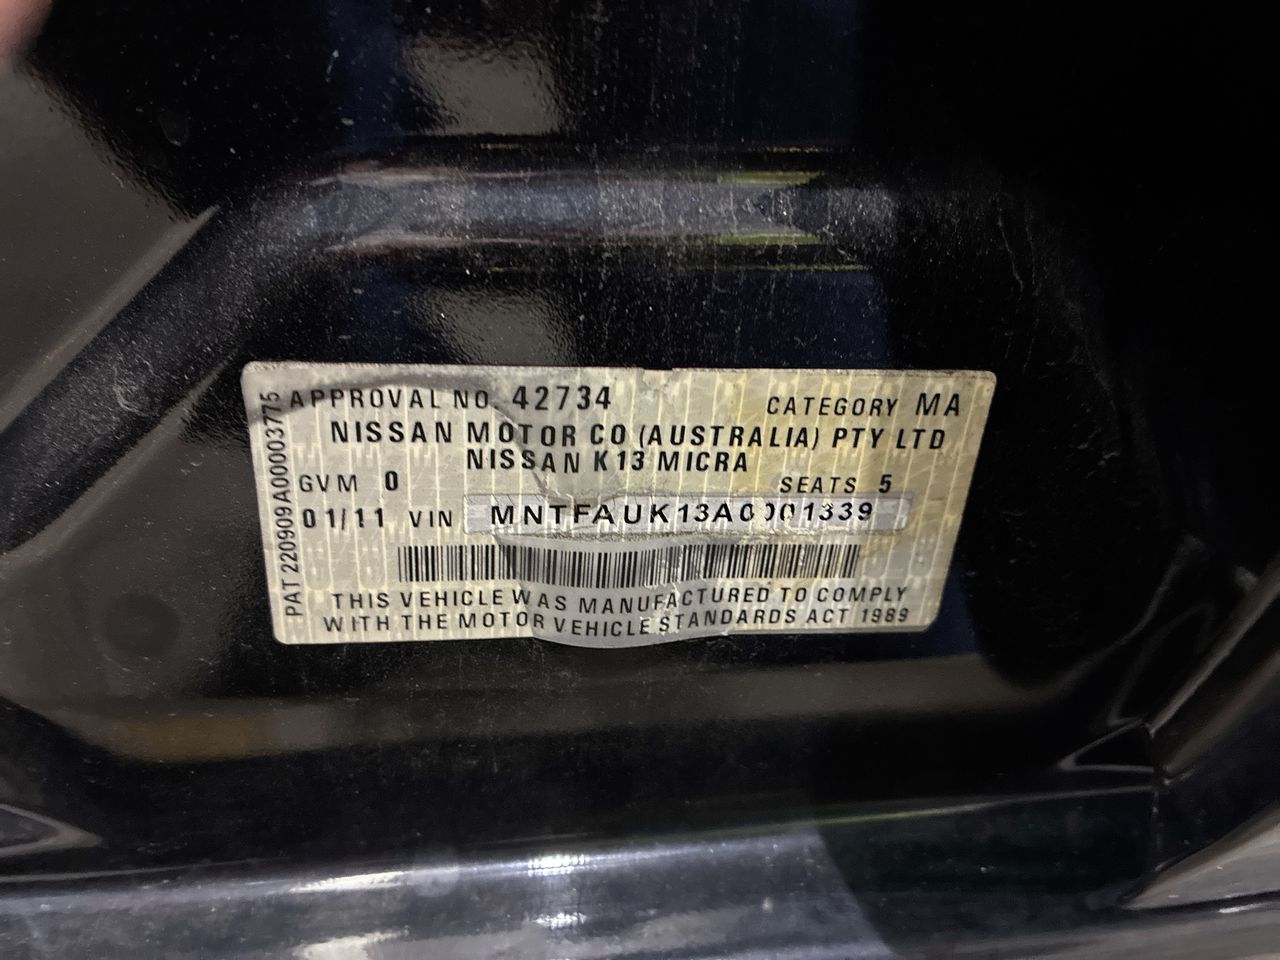 APPROVAL NO. 42734 CATEGORY MA
NISSAN MOTOR CO (AUSTRALIA) PTY LTD
NISSAN K13 MICRA
GVM 0 SEATS 5
01/11 VIN MNTFAUK13A0001339
THIS VEHICLE WAS MANUFACTURED TO COMPLY
WITH THE MOTOR VEHICLE STANDARDS ACT 1989
PAT 220909A00003775